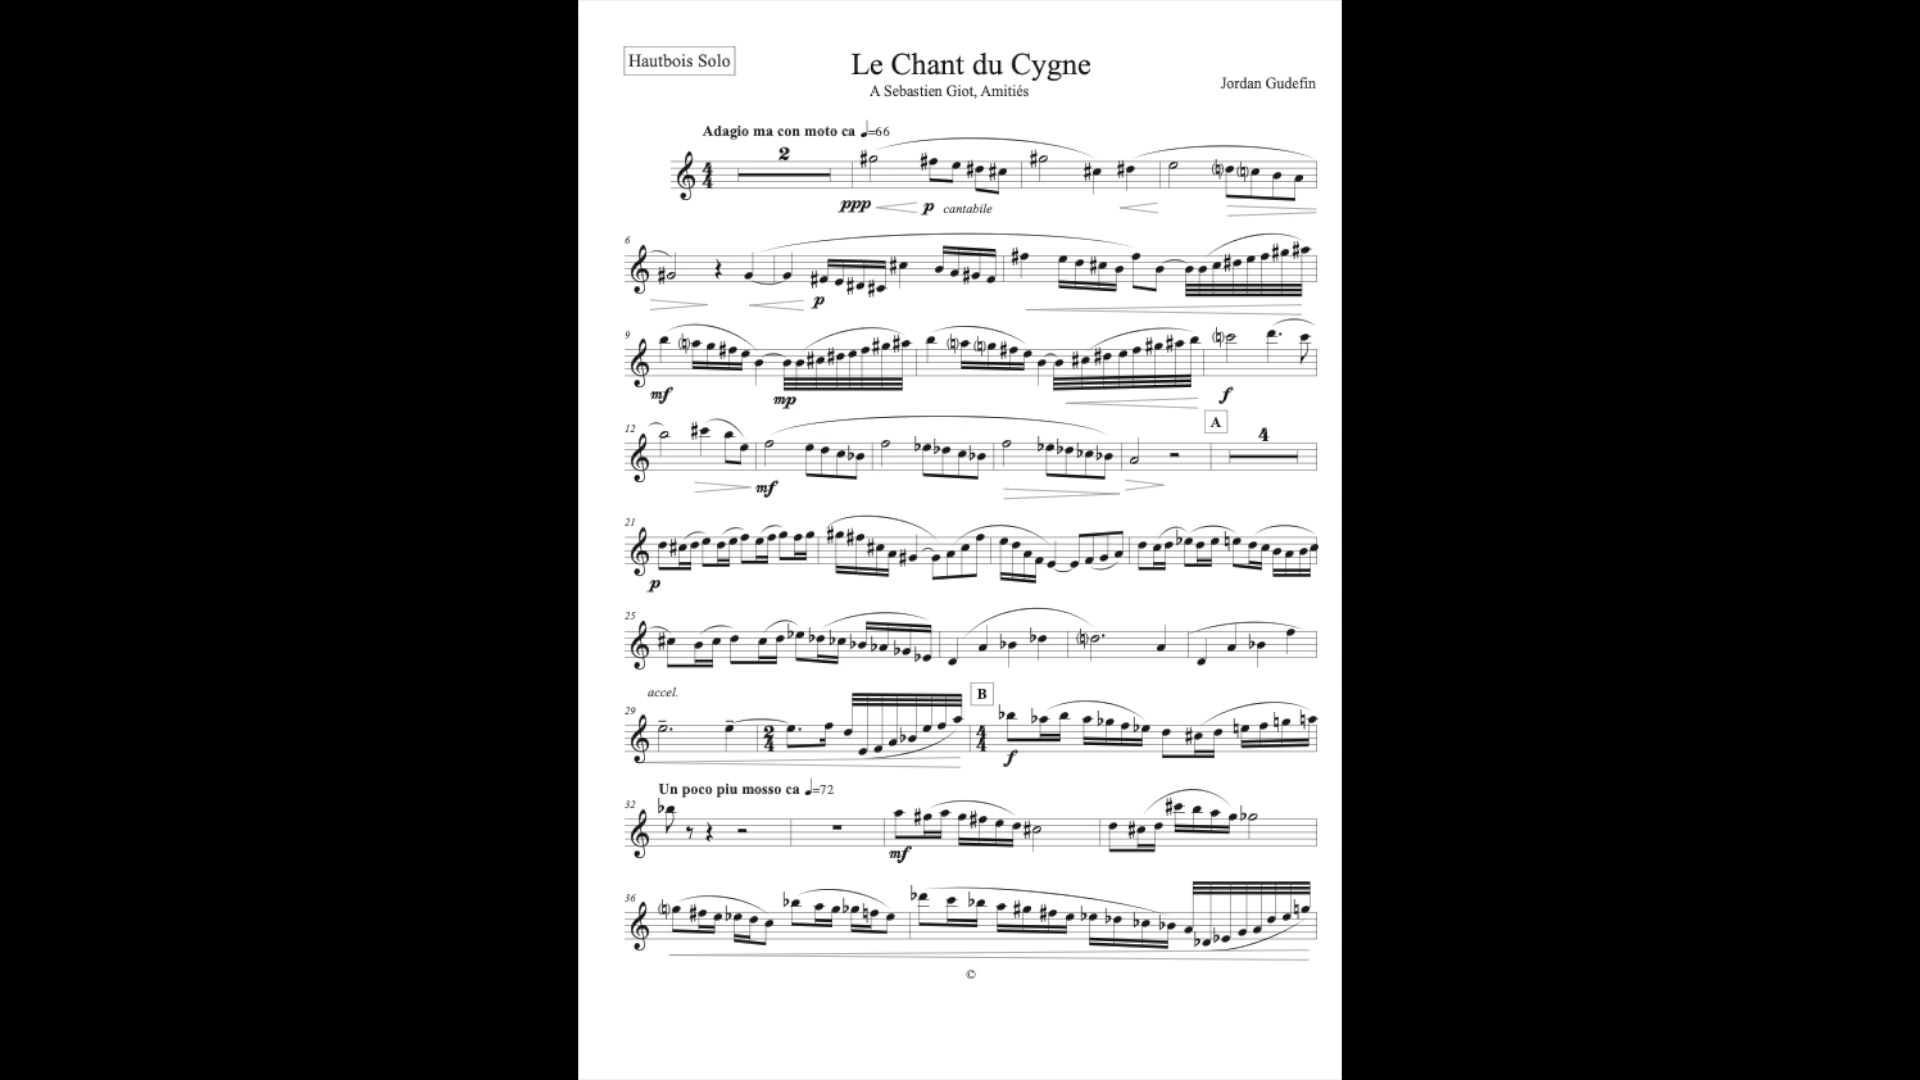 Hautbois Solo
Le Chant du Cygne
A Sebastien Giot, Amitiés
Jordan Gudefin
Adagio ma con moto ca ♩=66
2
4
4
ppp p cantabile
6
p
9
mf mp f
12
A
4
mf
21
p
25
accel.
B
29
2
4
4
4
f
Un poco piu mosso ca ♩=72
32
mf
36
©